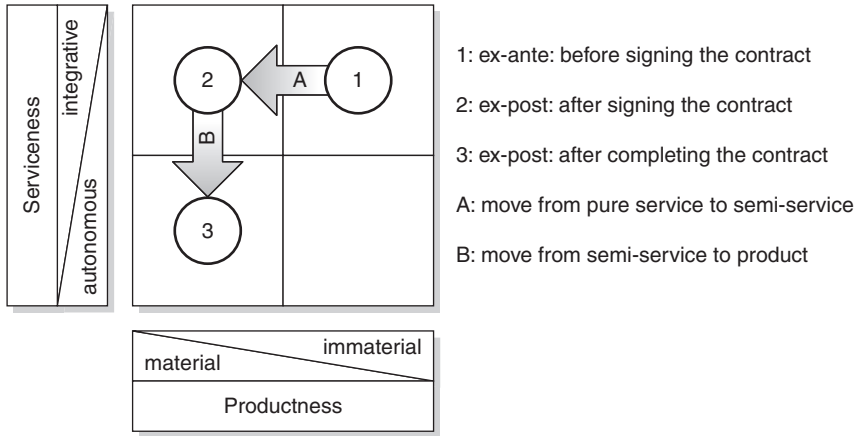 Serviceness
integrative
autonomous
2
A
1
B
3
1: ex-ante: before signing the contract
2: ex-post: after signing the contract
3: ex-post: after completing the contract
A: move from pure service to semi-service
B: move from semi-service to product
immaterial
material
Productness